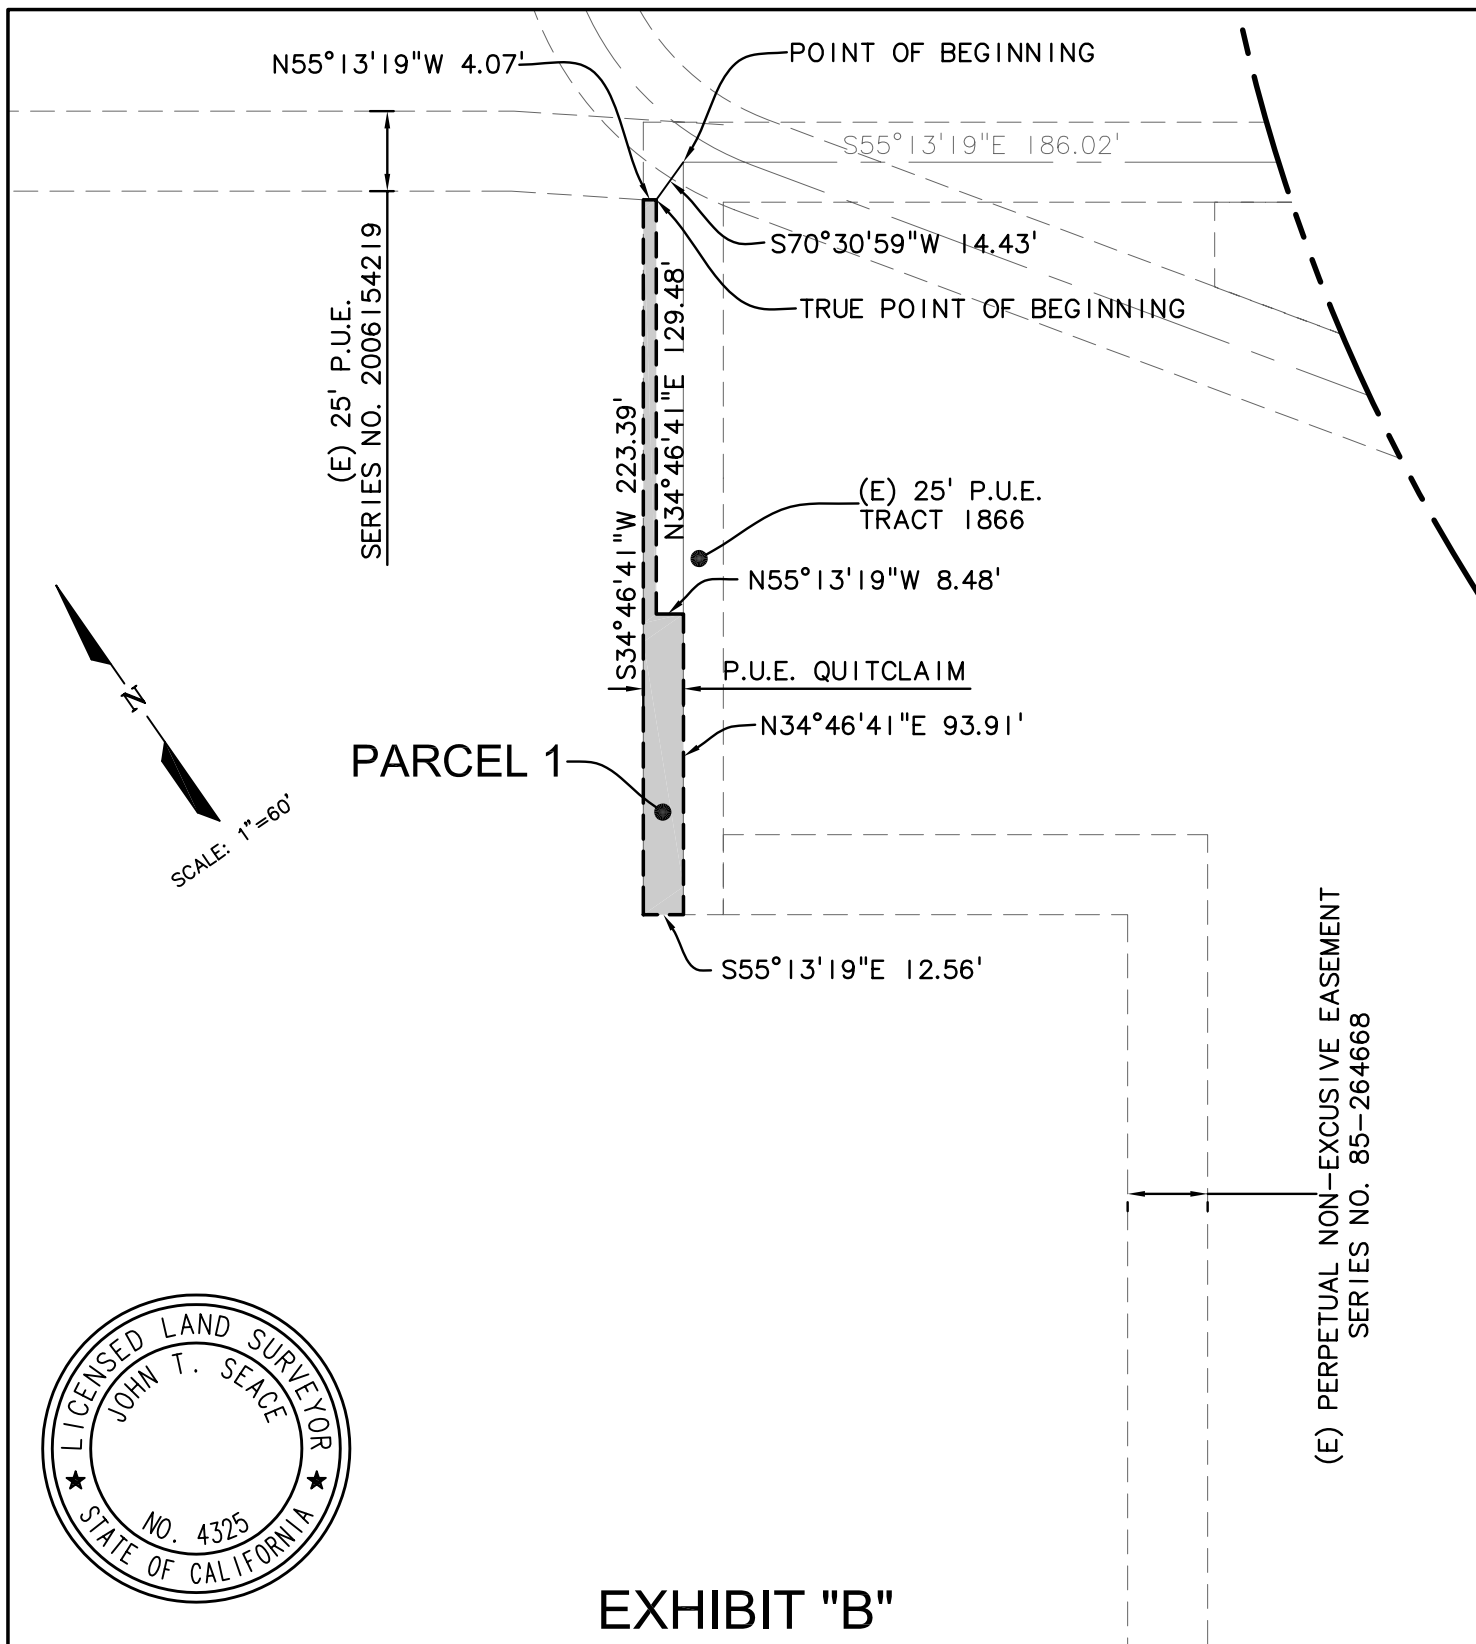 N55°13'19"W 4.07'
POINT OF BEGINNING
S55°13'19"E 186.02'
S70°30'59"W 14.43'
TRUE POINT OF BEGINNING
(E) 25' P.U.E.
SERIES NO. 2006154219
S34°46'41"W 223.39'
N34°46'41"E 129.48'
(E) 25' P.U.E.
TRACT 1866
N55°13'19"W 8.48'
P.U.E. QUITCLAIM
N34°46'41"E 93.91'
N
SCALE: 1"=60'
PARCEL 1
S55°13'19"E 12.56'
(E) PERPETUAL NON-EXCUSIVE EASEMENT
SERIES NO. 85-264668
LICENSED LAND SURVEYOR
JOHN T. SEACE
NO. 4325
★ STATE OF CALIFORNIA ★
EXHIBIT "B"